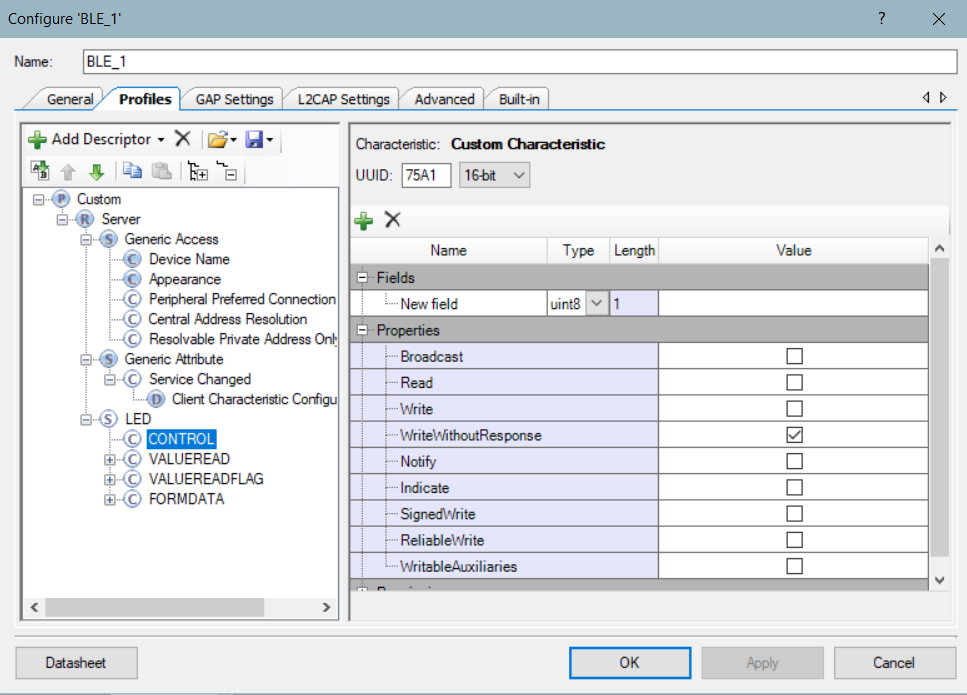 Configure 'BLE_1'
?
Name: BLE_1
General Profiles GAP Settings L2CAP Settings Advanced Built-in
Add Descriptor
P Custom
R Server
S Generic Access
C Device Name
C Appearance
C Peripheral Preferred Connection
C Central Address Resolution
C Resolvable Private Address Only
S Generic Attribute
C Service Changed
D Client Characteristic Configu
S LED
C CONTROL
C VALUEREAD
C VALUEREADFLAG
C FORMDATA
Characteristic: Custom Characteristic
UUID: 75A1 16-bit
Name Type Length Value
Fields
New field uint8 1
Properties
Broadcast
Read
Write
WriteWithoutResponse
Notify
Indicate
SignedWrite
ReliableWrite
WritableAuxiliaries
Datasheet OK Apply Cancel